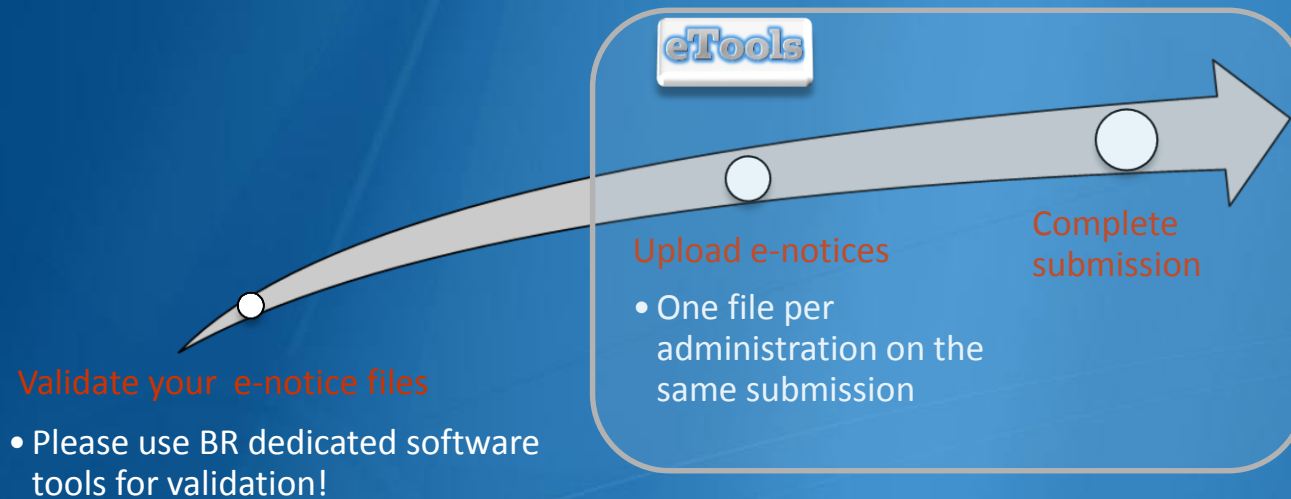 eTools
Validate your e-notice files
• Please use BR dedicated software
tools for validation!
Upload e-notices
• One file per
administration on the
same submission
Complete
submission